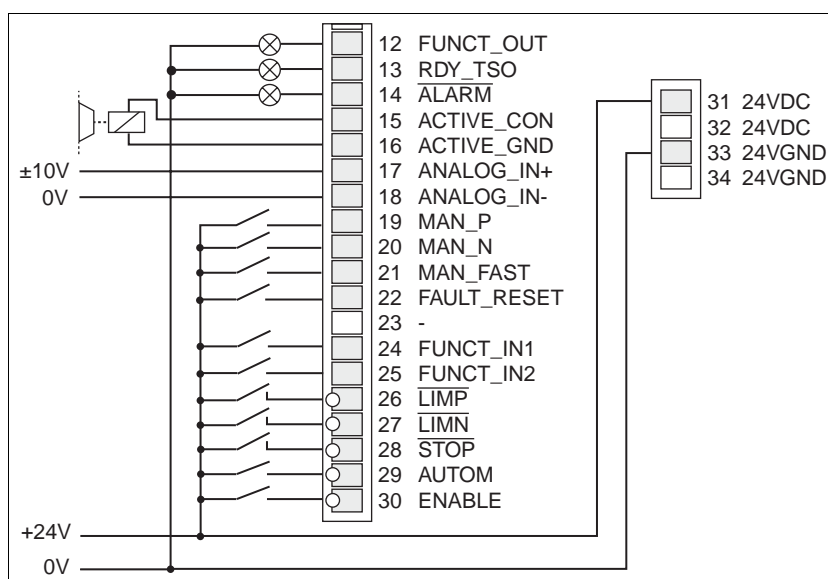 12 FUNCT_OUT
13 RDY_TSO
14 ALARM
15 ACTIVE_CON
16 ACTIVE_GND
17 ANALOG_IN+
18 ANALOG_IN-
19 MAN_P
20 MAN_N
21 MAN_FAST
22 FAULT_RESET
23 -
24 FUNCT_IN1
25 FUNCT_IN2
26 LIMP
27 LIMN
28 STOP
29 AUTOM
30 ENABLE
±10V
0V
+24V
0V
31 24VDC
32 24VDC
33 24VGND
34 24VGND